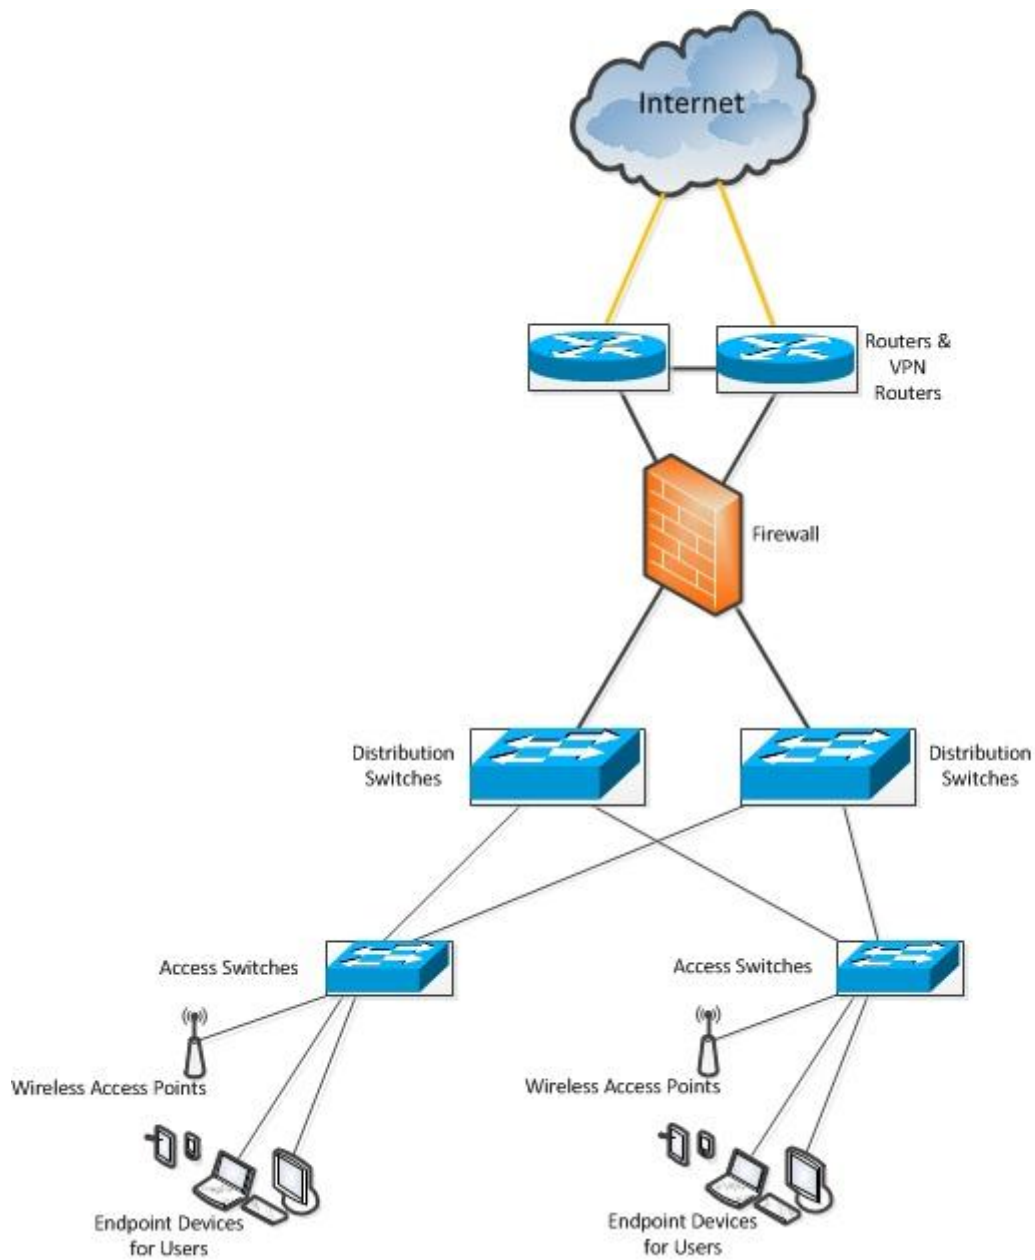 Internet
Routers &
VPN
Routers
Firewall
Distribution
Switches
Distribution
Switches
Access Switches
Access Switches
Wireless Access Points
Wireless Access Points
Endpoint Devices
for Users
Endpoint Devices
for Users